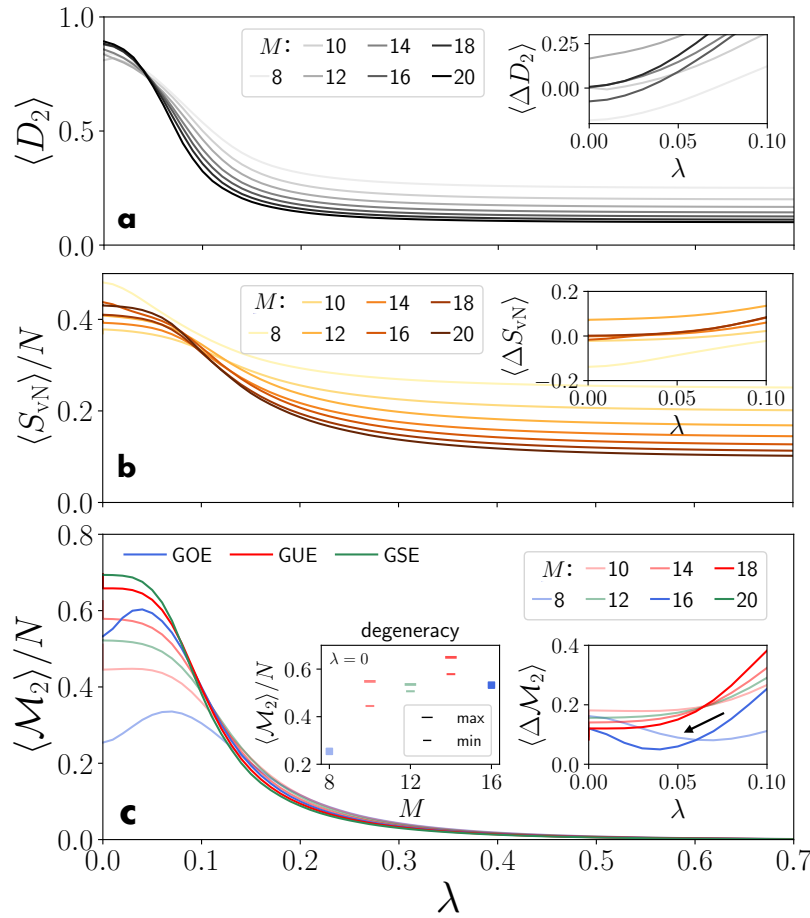 1.0
0.5
0.0
⟨D₂⟩
M: 10 14 18
8 12 16 20
0.25
0.00
⟨ΔD₂⟩
0.00 0.05 0.10
λ
a
0.4
0.2
0.0
⟨S_vN⟩/N
M: 10 14 18
8 12 16 20
0.2
0.0
−0.2
⟨ΔS_vN⟩
0.00 0.05 0.10
λ
b
0.8
0.6
0.4
0.2
0.0
⟨𝓜₂⟩/N
GOE GUE GSE
M: 10 14 18
8 12 16 20
degeneracy
λ = 0
0.6
0.4
0.2
⟨𝓜₂⟩/N
max
min
8 12 16
M
0.4
0.2
0.0
⟨Δ𝓜₂⟩
0.00 0.05 0.10
λ
c
0.0 0.1 0.2 0.3 0.4 0.5 0.6 0.7
λ